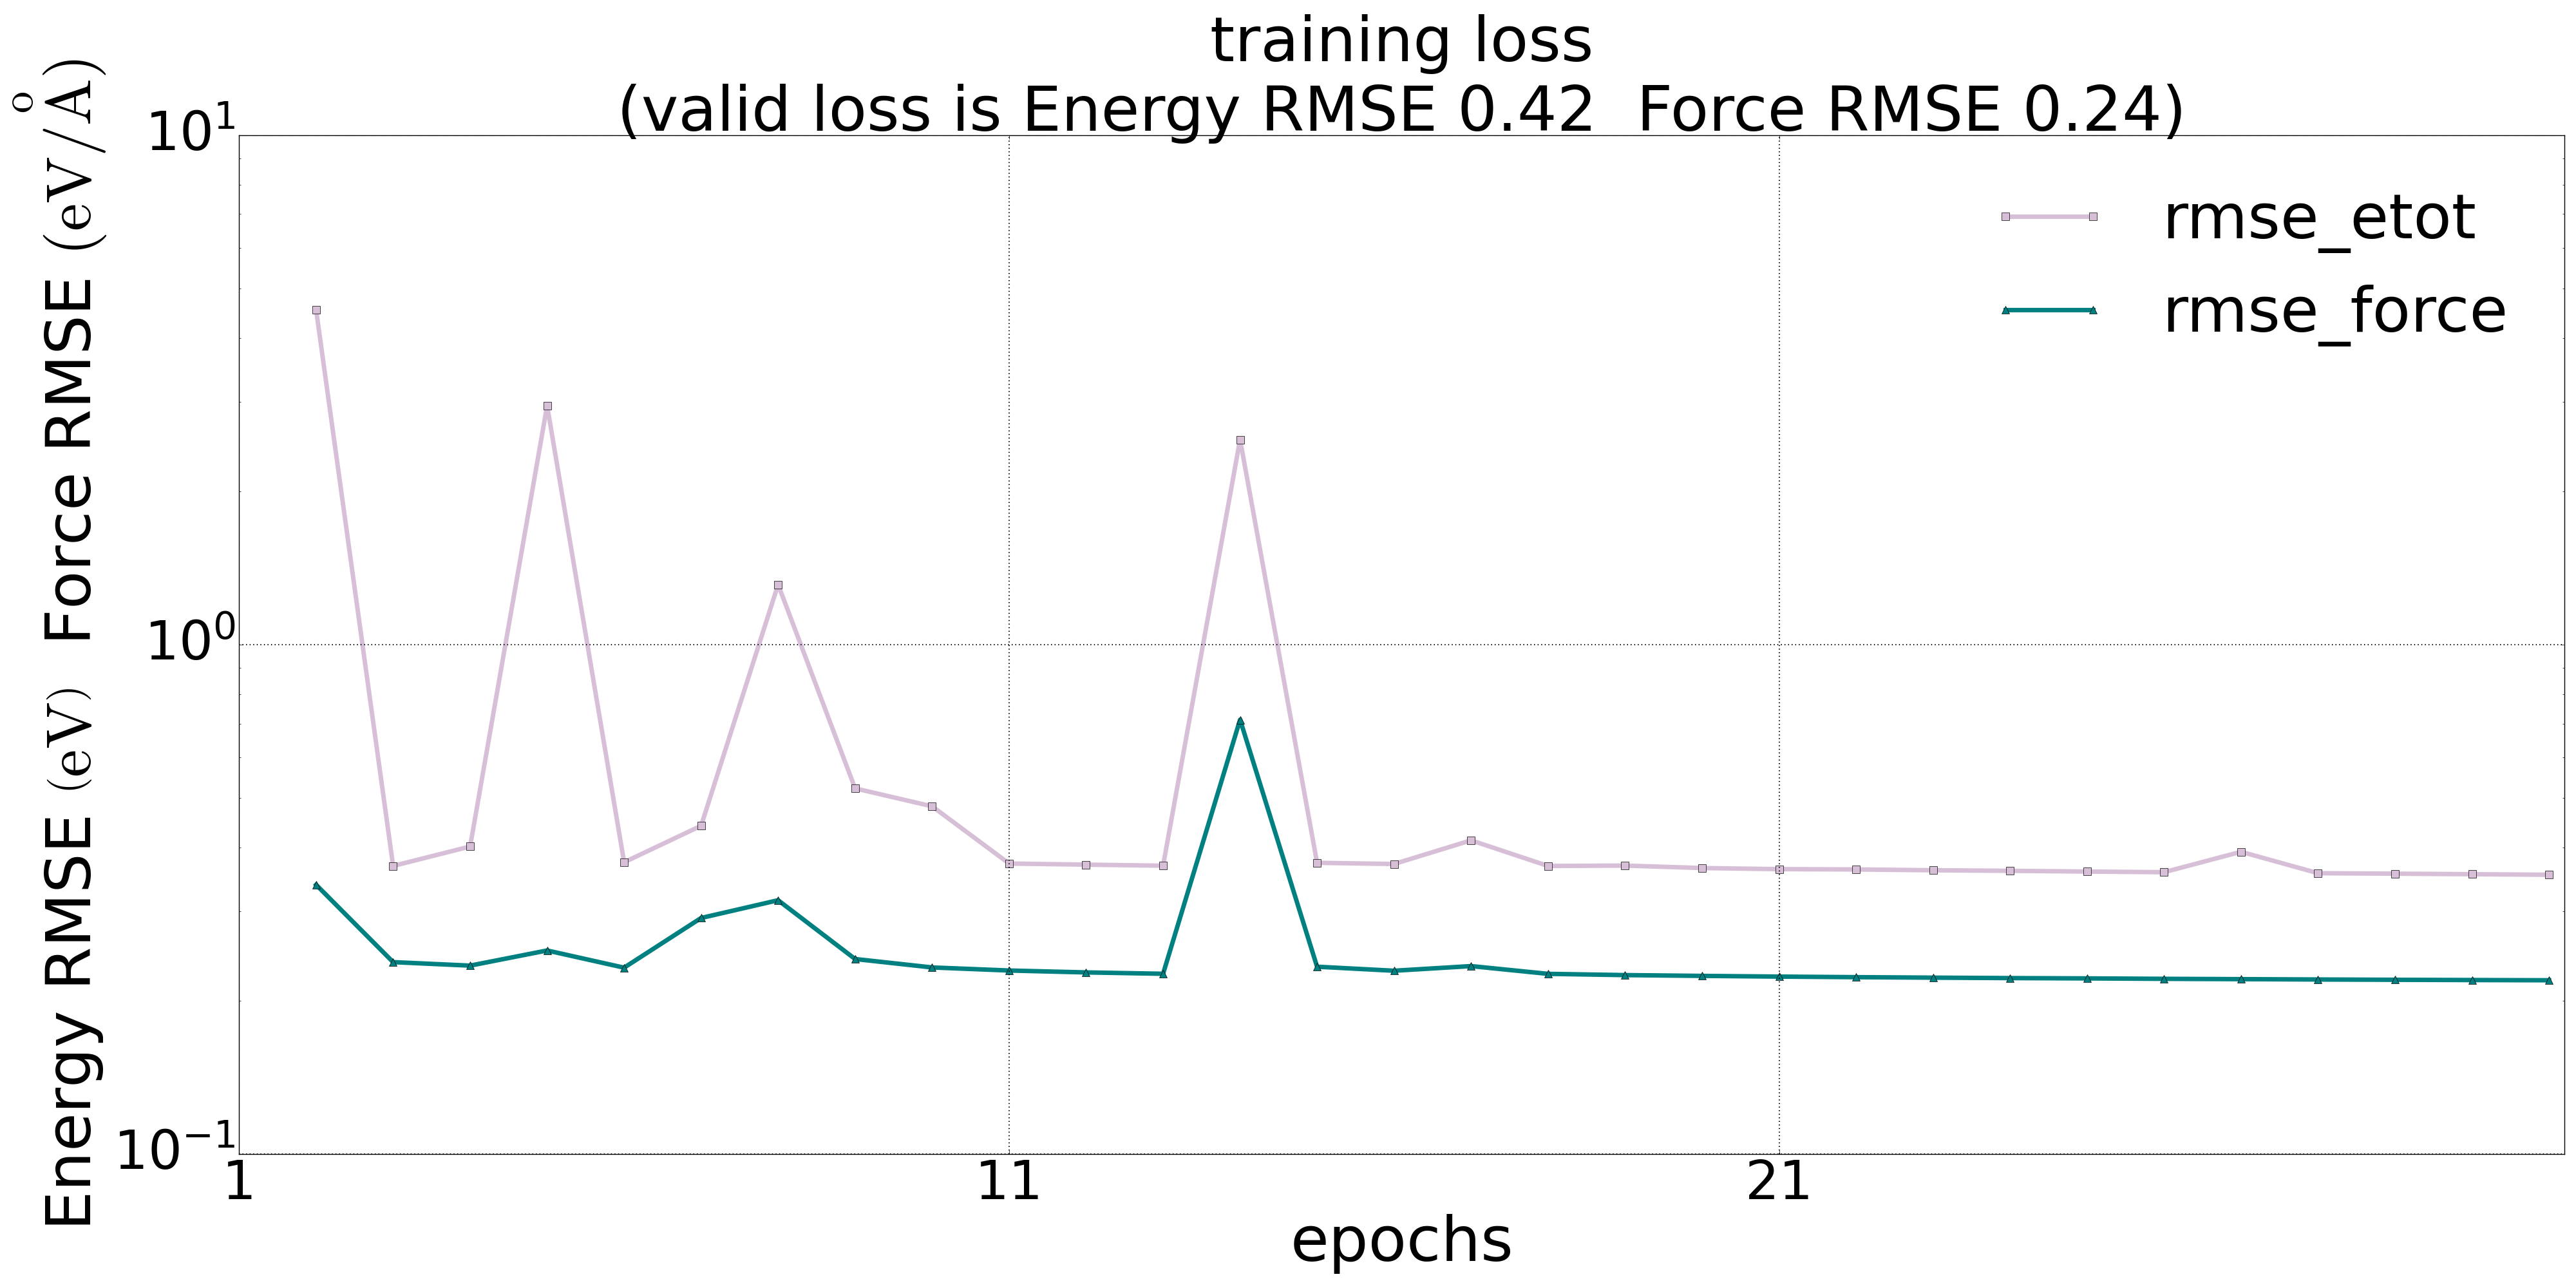 training loss
(valid loss is Energy RMSE 0.42 Force RMSE 0.24)
Energy RMSE (eV) Force RMSE (eV/Å)
10¹
10⁰
10⁻¹
rmse_etot
rmse_force
1 11 21
epochs